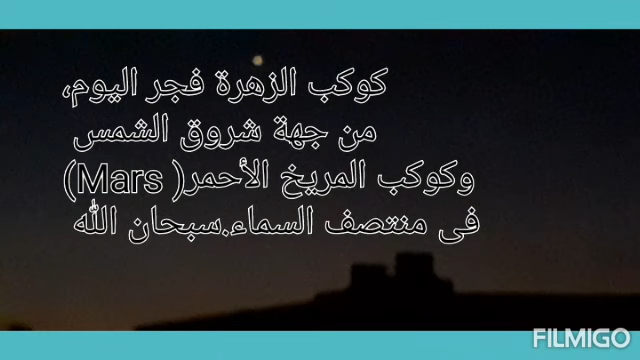 كوكب الزهرة فجر اليوم،
من جهة شروق الشمس
وكوكب المريخ الأحمر( Mars)
فى منتصف السماء.سبحان الله
FILMIGO